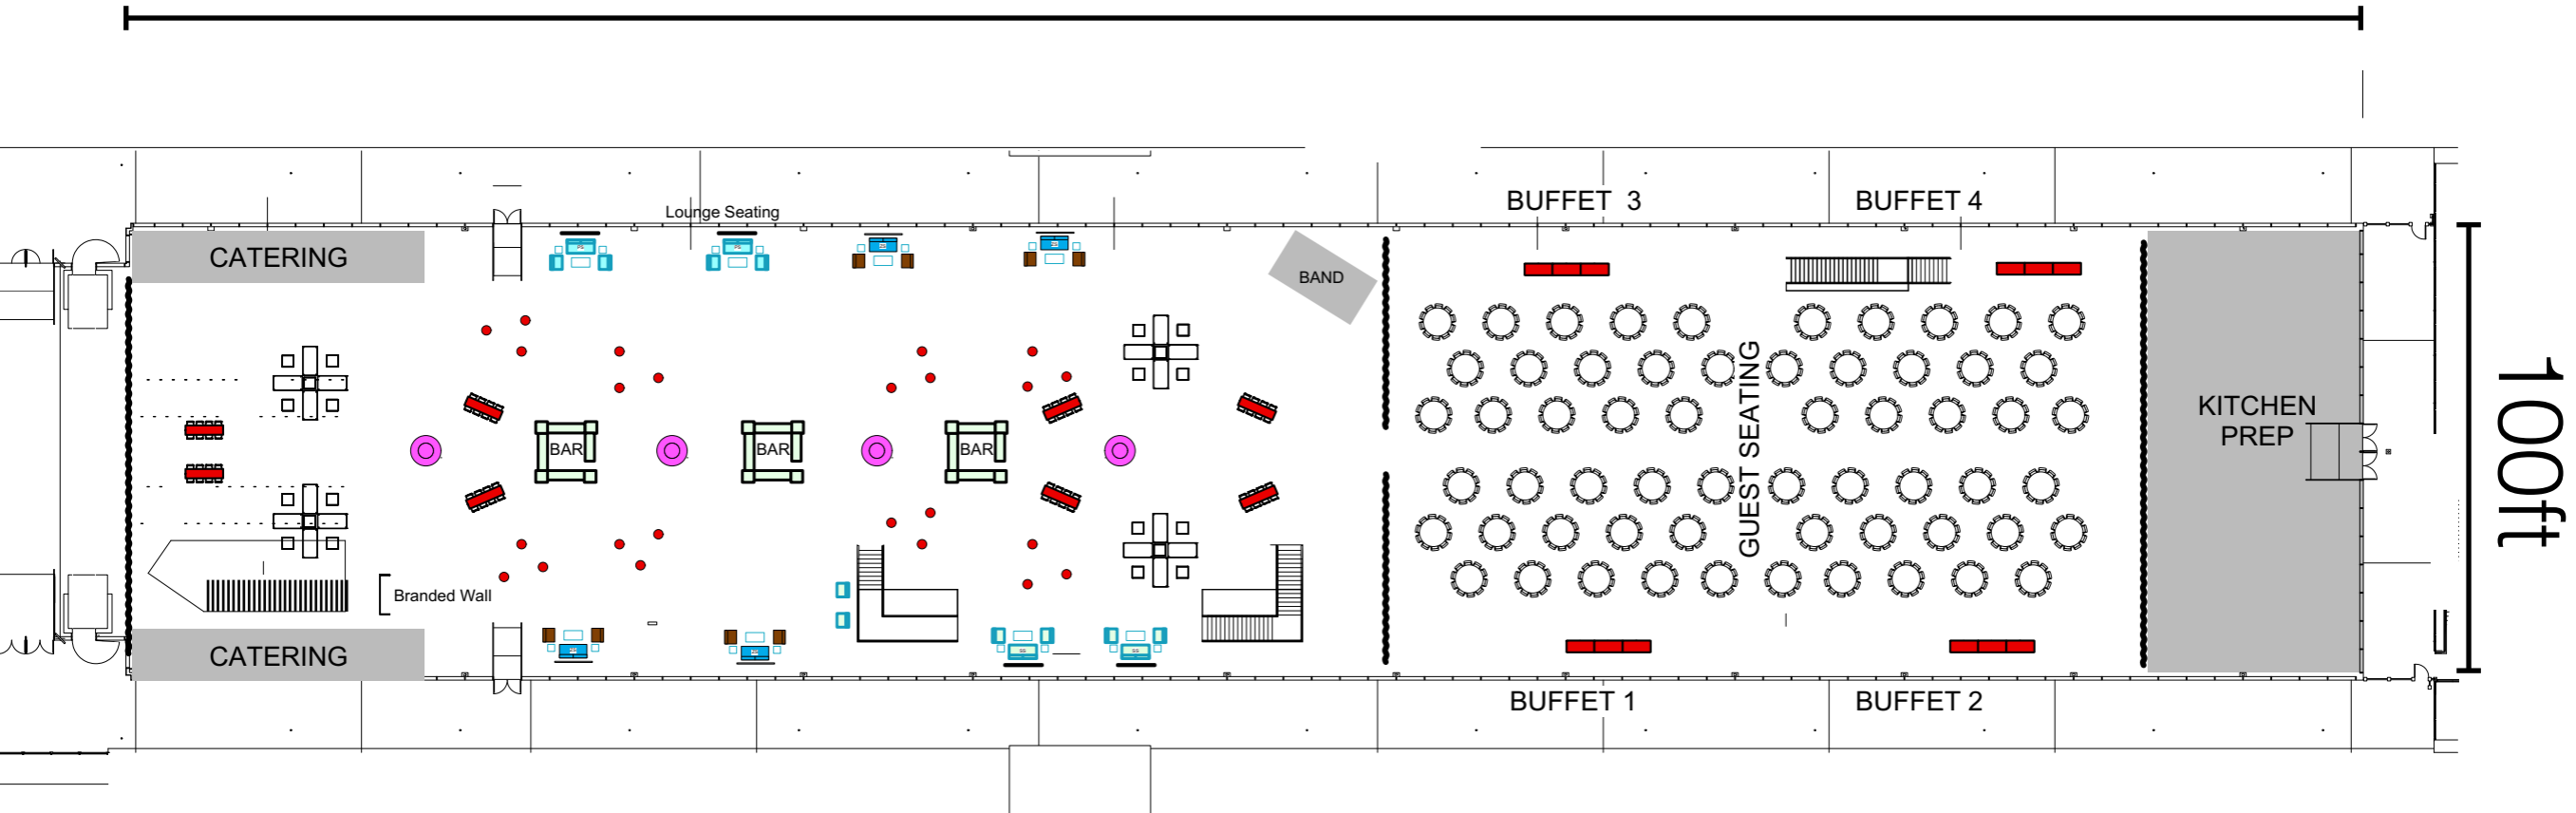 BUFFET  3
BUFFET 4
Lounge Seating
CATERING
BAND
100ft
GUEST SEATING
KITCHEN
PREP
BAR
BAR
BAR
Branded Wall
CATERING
BUFFET 1
BUFFET 2